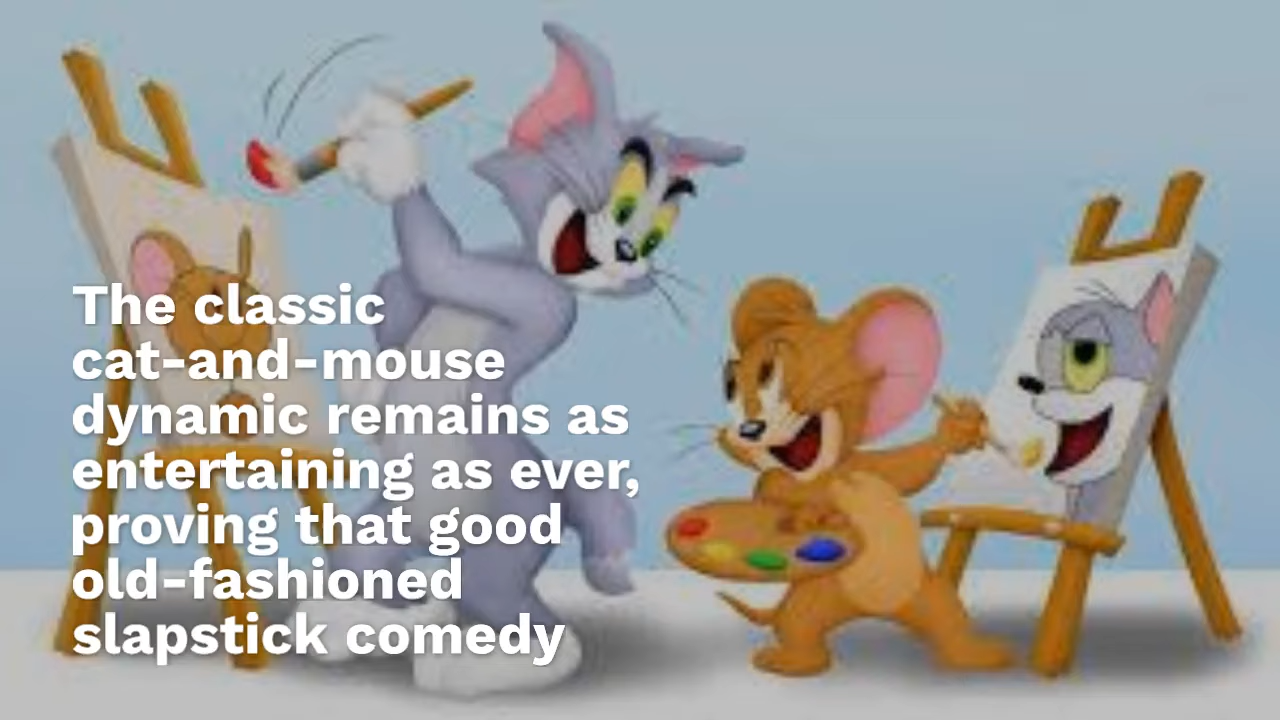 The classic
cat-and-mouse
dynamic remains as
entertaining as ever,
proving that good
old-fashioned
slapstick comedy